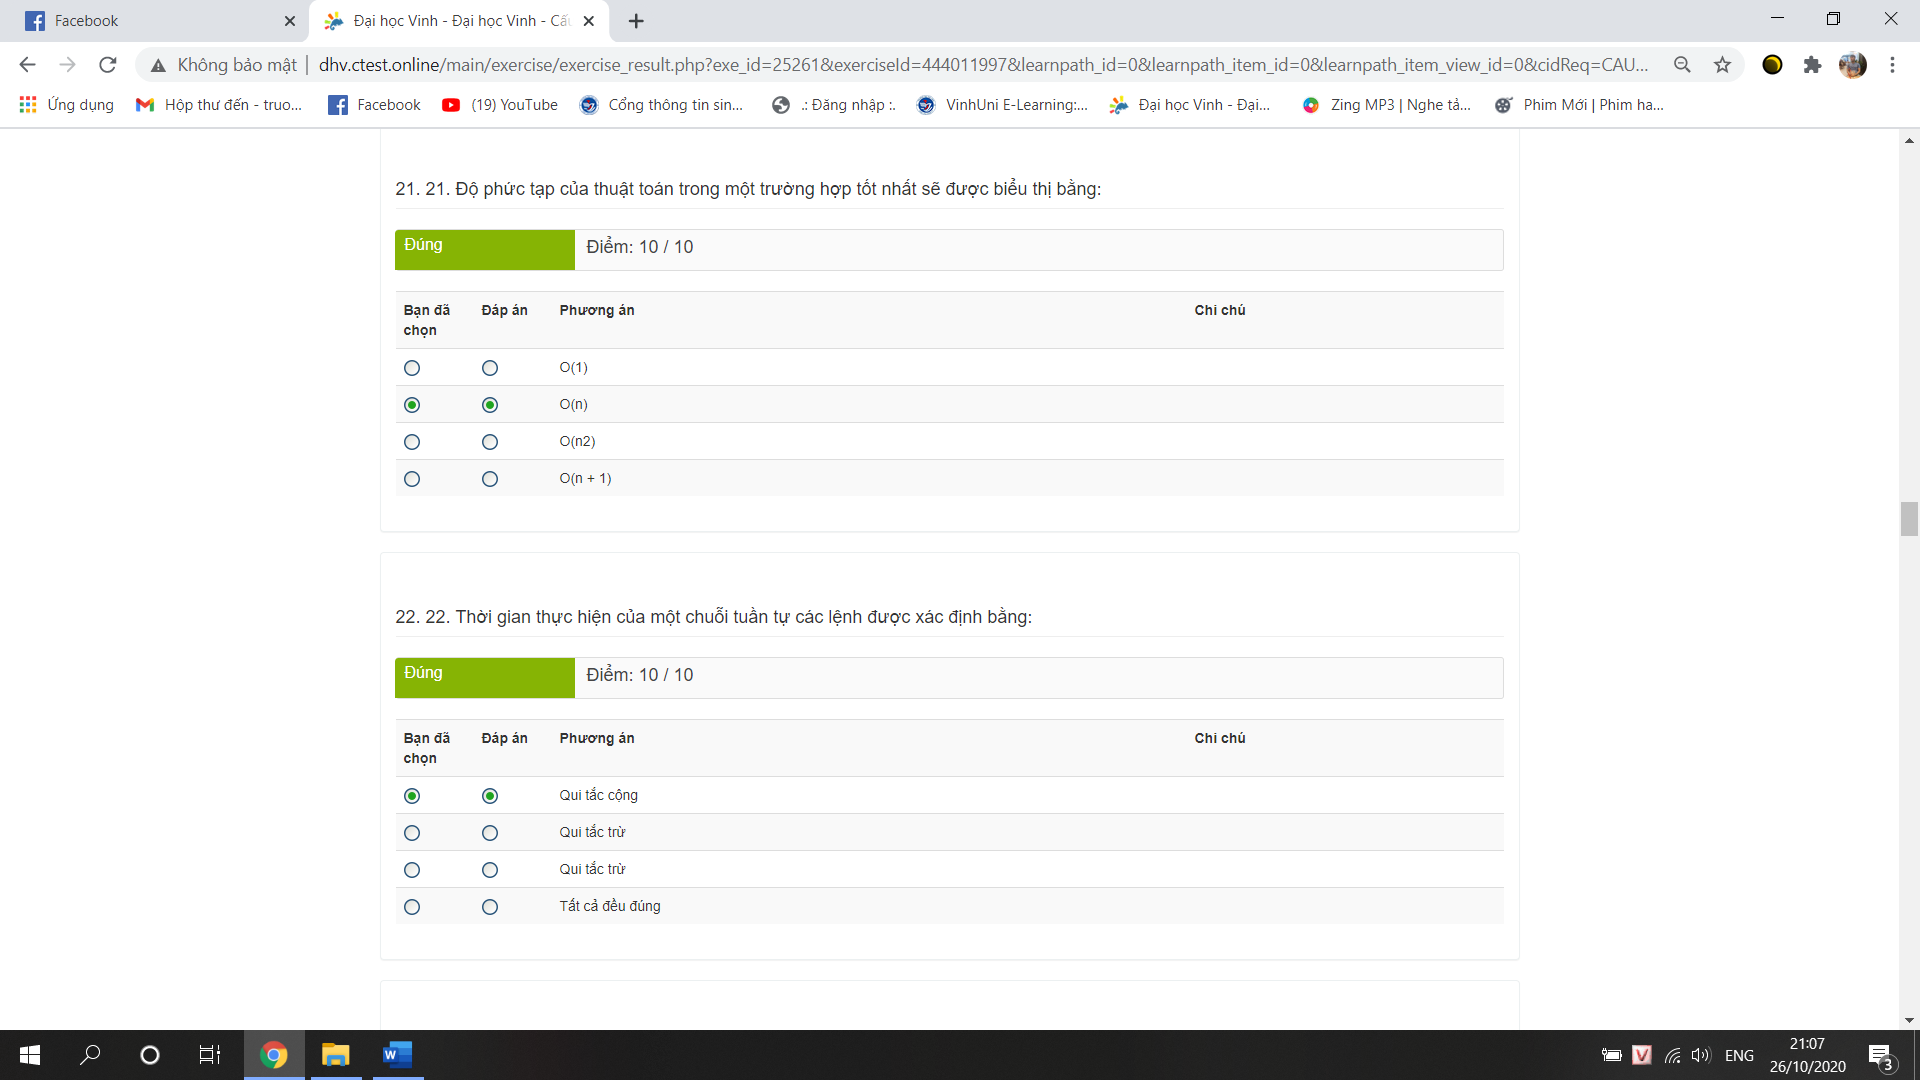 Facebook
Đại học Vinh - Đại học Vinh - Cấu
Không bảo mật
dhv.ctest.online/main/exercise/exercise_result.php?exe_id=25261&exerciseId=444011997&learnpath_id=0&learnpath_item_id=0&learnpath_item_view_id=0&cidReq=CAU...
Ứng dụng
Hộp thư đến - truo...
Facebook
(19) YouTube
Cổng thông tin sin...
.: Đăng nhập :.
VinhUni E-Learning:...
Đại học Vinh - Đại...
Zing MP3 | Nghe tả...
Phim Mới | Phim ha...
21. 21. Độ phức tạp của thuật toán trong một trường hợp tốt nhất sẽ được biểu thị bằng:
Đúng
Điểm: 10 / 10
Bạn đã chọn
Đáp án
Phương án
Chi chú
O(1)
O(n)
O(n2)
O(n + 1)
22. 22. Thời gian thực hiện của một chuỗi tuần tự các lệnh được xác định bằng:
Đúng
Điểm: 10 / 10
Bạn đã chọn
Đáp án
Phương án
Chi chú
Qui tắc cộng
Qui tắc trừ
Qui tắc trừ
Tất cả đều đúng
ENG
21:07
26/10/2020
3